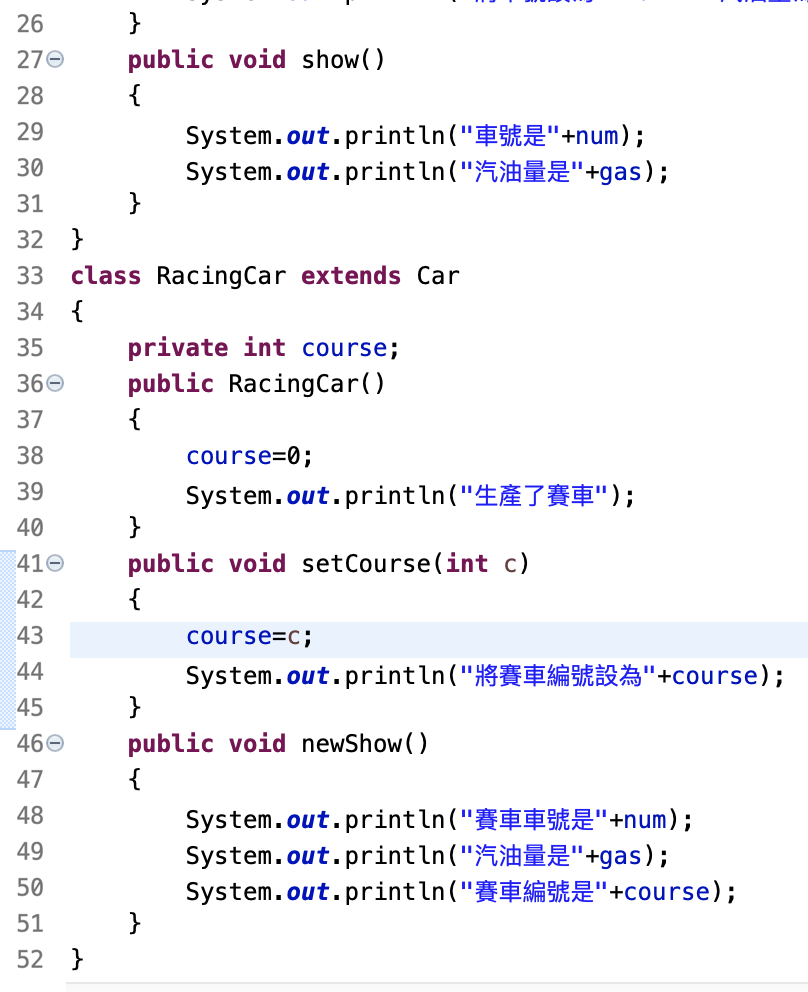 26 }
27 public void show()
28 {
29 System.out.println("車號是"+num);
30 System.out.println("汽油量是"+gas);
31 }
32 }
33 class RacingCar extends Car
34 {
35 private int course;
36 public RacingCar()
37 {
38 course=0;
39 System.out.println("生產了賽車");
40 }
41 public void setCourse(int c)
42 {
43 course=c;
44 System.out.println("將賽車編號設為"+course);
45 }
46 public void newShow()
47 {
48 System.out.println("賽車車號是"+num);
49 System.out.println("汽油量是"+gas);
50 System.out.println("賽車編號是"+course);
51 }
52 }